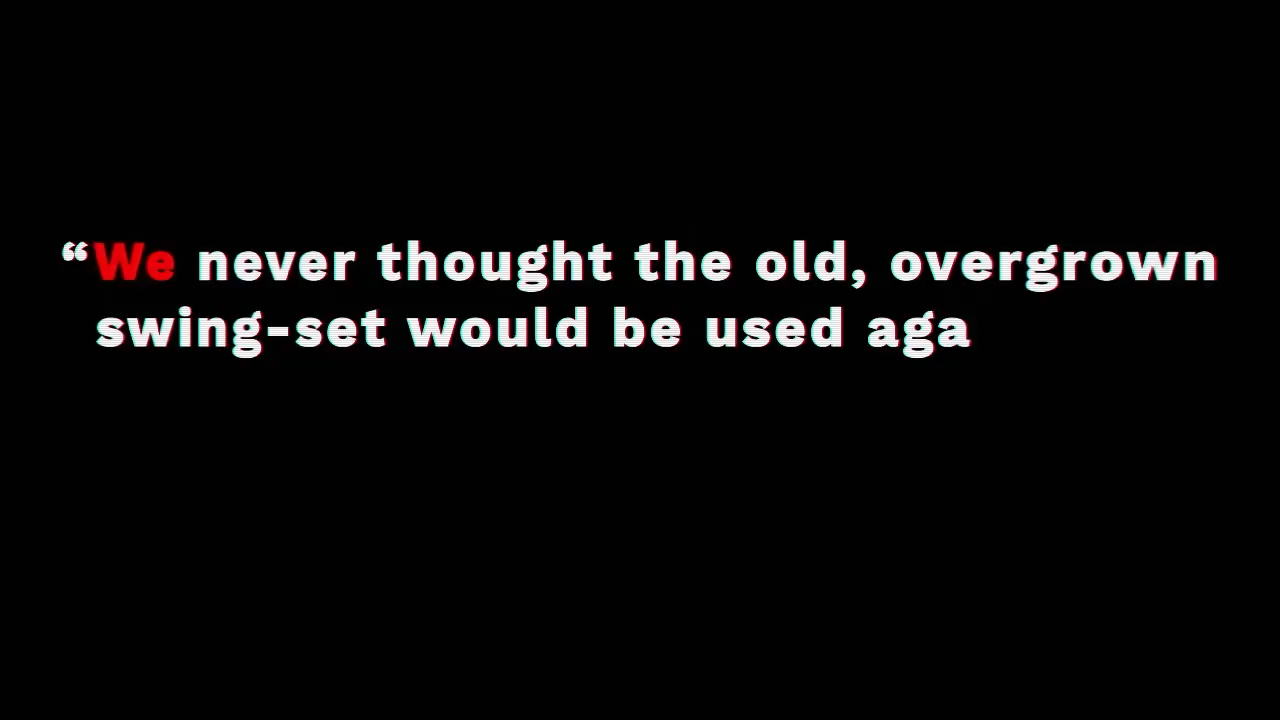 “We never thought the old, overgrown
swing-set would be used aga